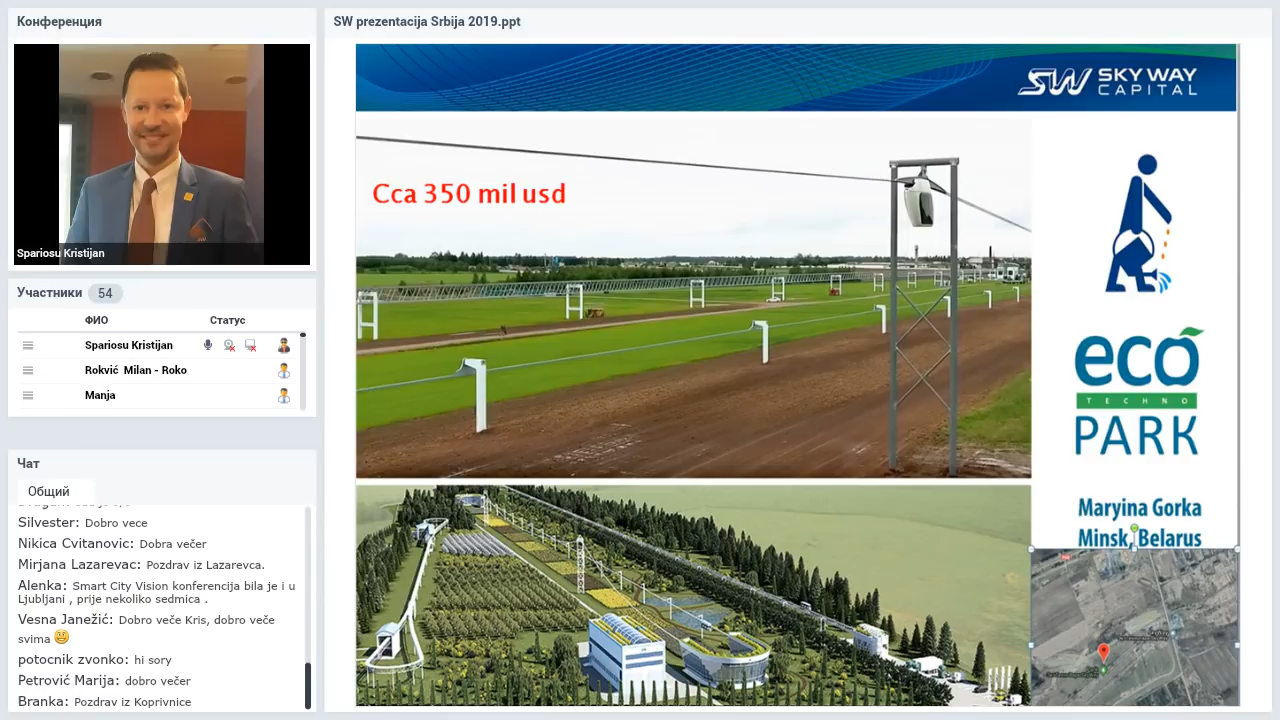 Конференция
Spariosu Kristijan
Участники 54
ФИО Статус
Spariosu Kristijan
Rokvić Milan - Roko
Manja
Чат
Общий
Silvester: Dobro vece
Nikica Cvitanovic: Dobra večer
Mirjana Lazarevac: Pozdrav iz Lazarevca.
Alenka: Smart City Vision konferencija bila je i u
Ljubljani , prije nekoliko sedmica .
Vesna Janežić: Dobro veče Kris, dobro veče
svima
potocnik zvonko: hi sory
Petrović Marija: dobro večer
Branka: Pozdrav iz Koprivnice
SW prezentacija Srbija 2019.ppt
SW SKY WAY
CAPITAL
Cca 350 mil usd
eco
TECHNO
PARK
Maryina Gorka
Minsk, Belarus